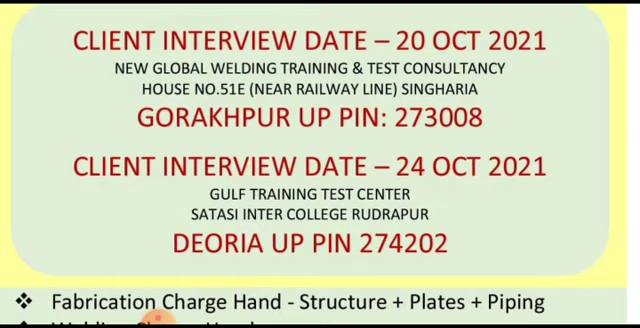 CLIENT INTERVIEW DATE – 20 OCT 2021
NEW GLOBAL WELDING TRAINING & TEST CONSULTANCY
HOUSE NO.51E (NEAR RAILWAY LINE) SINGHARIA
GORAKHPUR UP PIN: 273008
CLIENT INTERVIEW DATE – 24 OCT 2021
GULF TRAINING TEST CENTER
SATASI INTER COLLEGE RUDRAPUR
DEORIA UP PIN 274202
❖ Fabrication Charge Hand - Structure + Plates + Piping